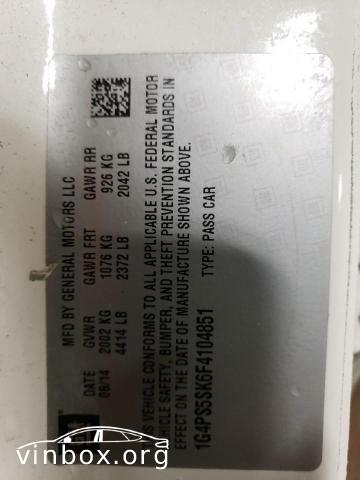 MFD BY GENERAL MOTORS LLC
DATE GVWR GAWR FRT GAWR RR
08/14 2002 KG 1076 KG 926 KG
4414 LB 2372 LB 2042 LB
THIS VEHICLE CONFORMS TO ALL APPLICABLE U.S. FEDERAL MOTOR
VEHICLE SAFETY, BUMPER, AND THEFT PREVENTION STANDARDS IN
EFFECT ON THE DATE OF MANUFACTURE SHOWN ABOVE.
1G4PS5SK6F4104851 TYPE: PASS CAR
vinbox.org